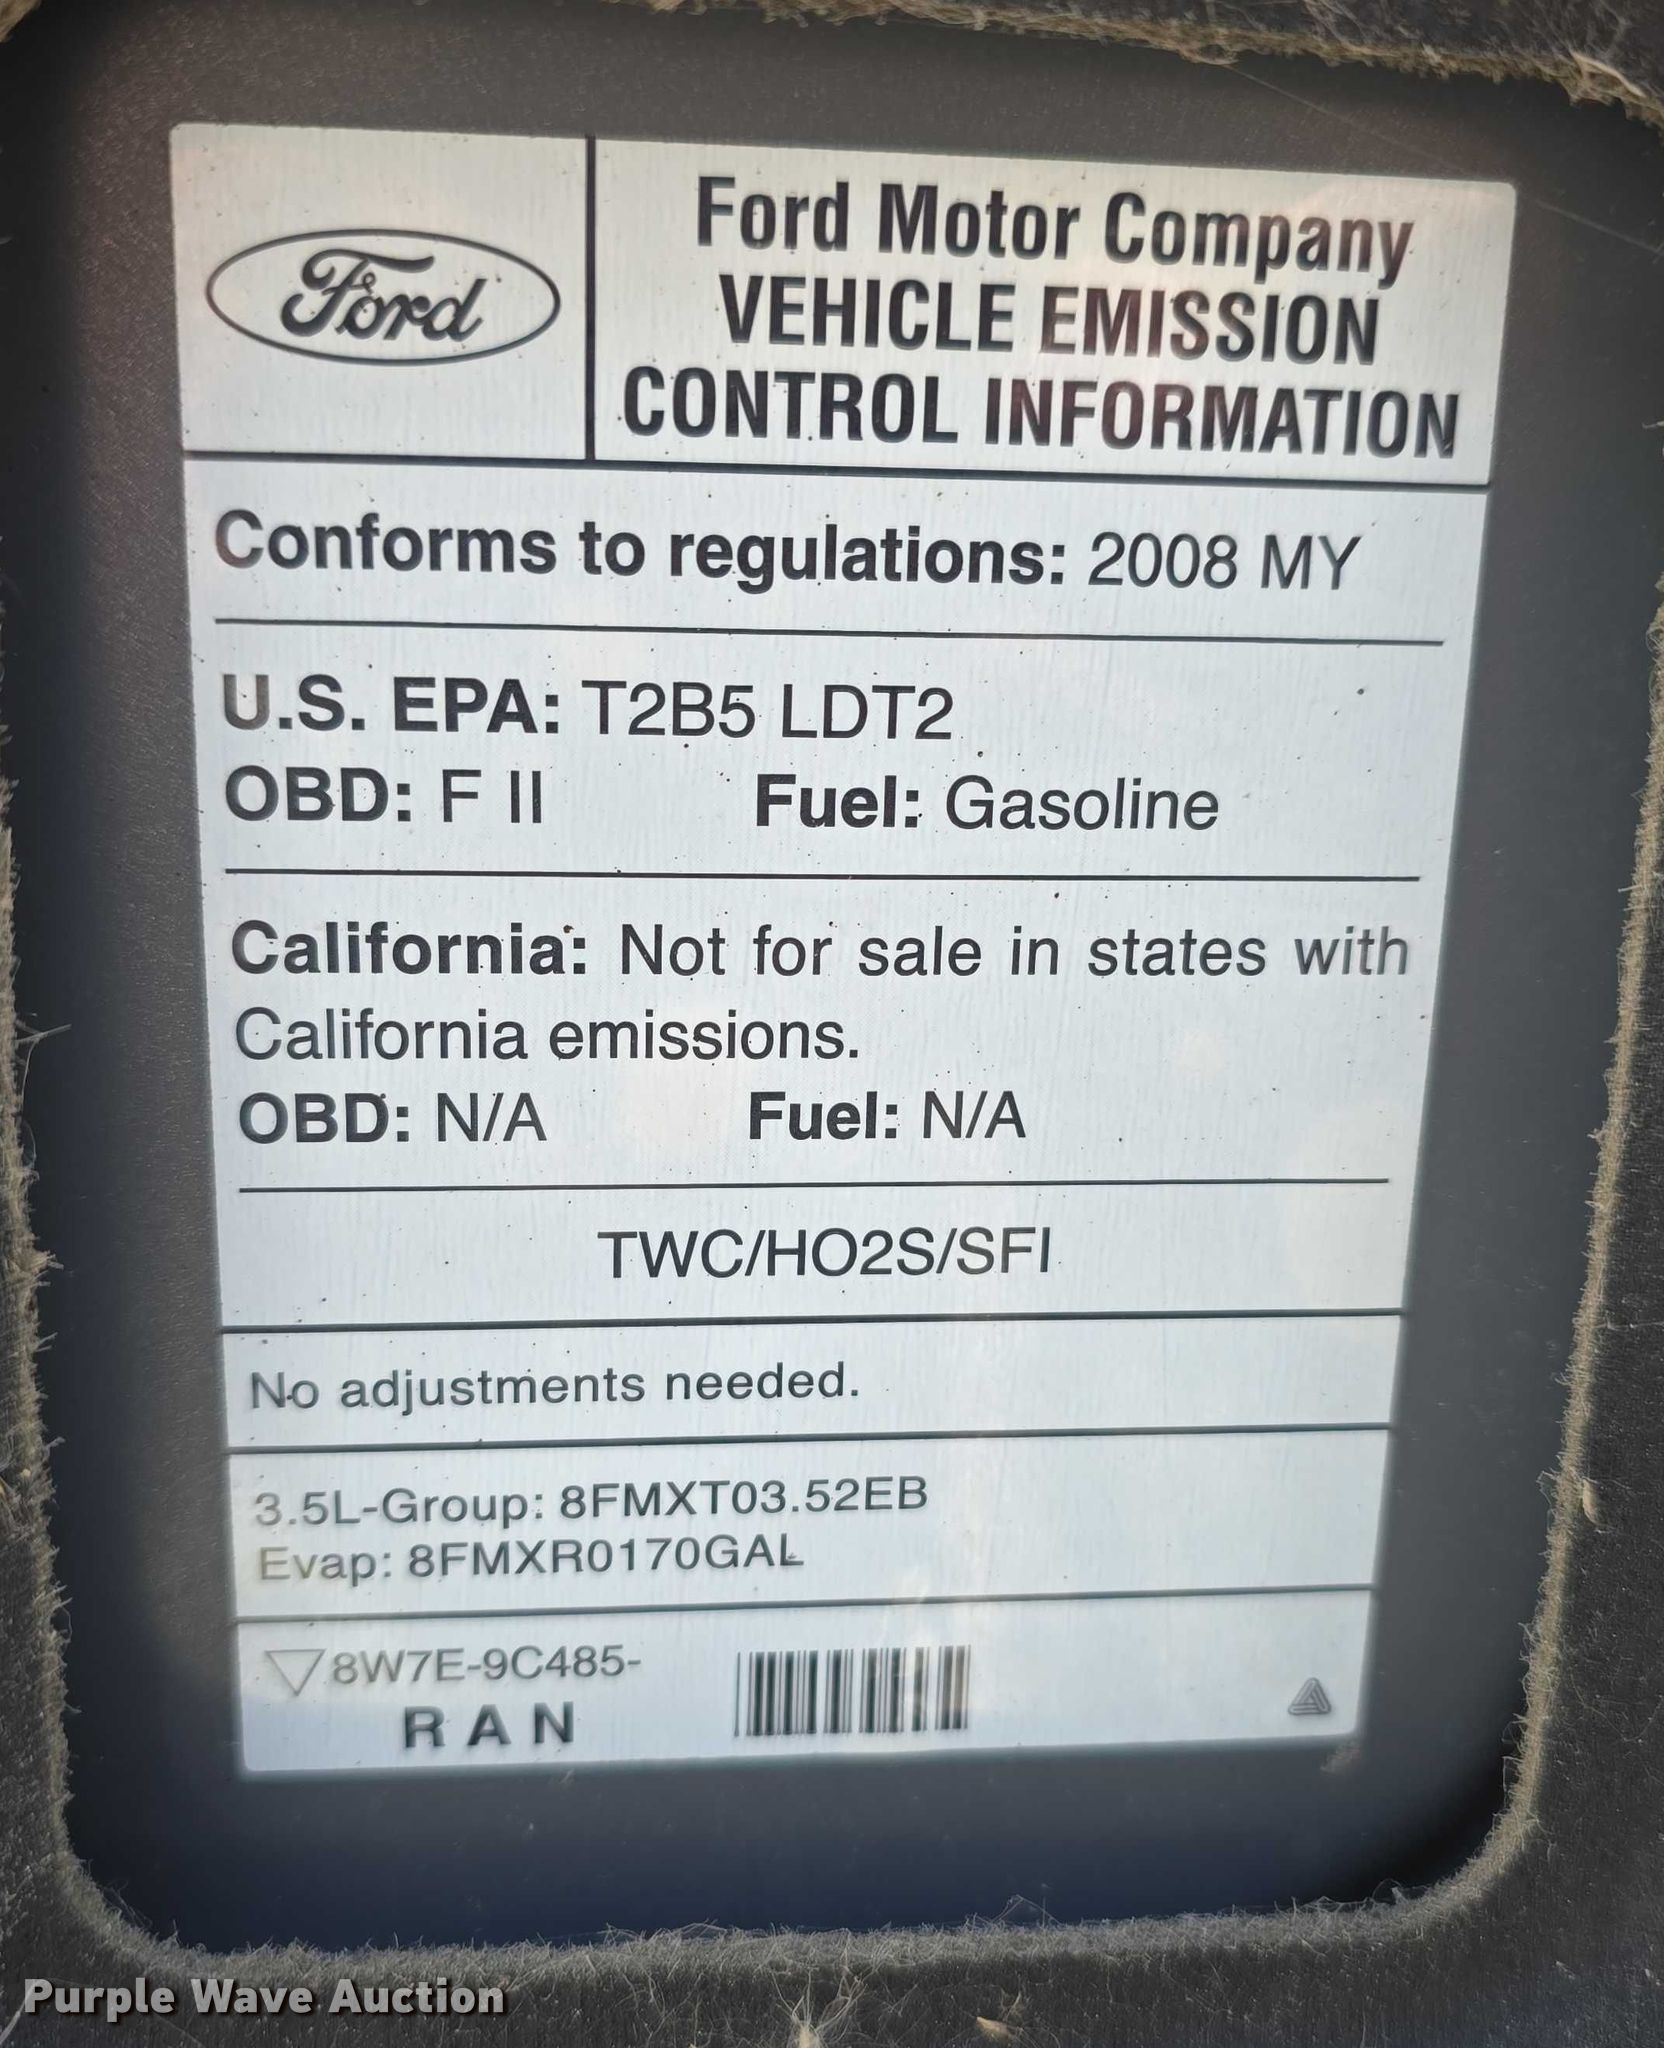 Ford
Ford Motor Company
VEHICLE EMISSION
CONTROL INFORMATION
Conforms to regulations: 2008 MY
U.S. EPA: T2B5 LDT2
OBD: F II Fuel: Gasoline
California: Not for sale in states with
California emissions.
OBD: N/A Fuel: N/A
TWC/HO2S/SFI
No adjustments needed.
3.5L-Group: 8FMXT03.52EB
Evap: 8FMXR0170GAL
8W7E-9C485-
R A N
Purple Wave Auction